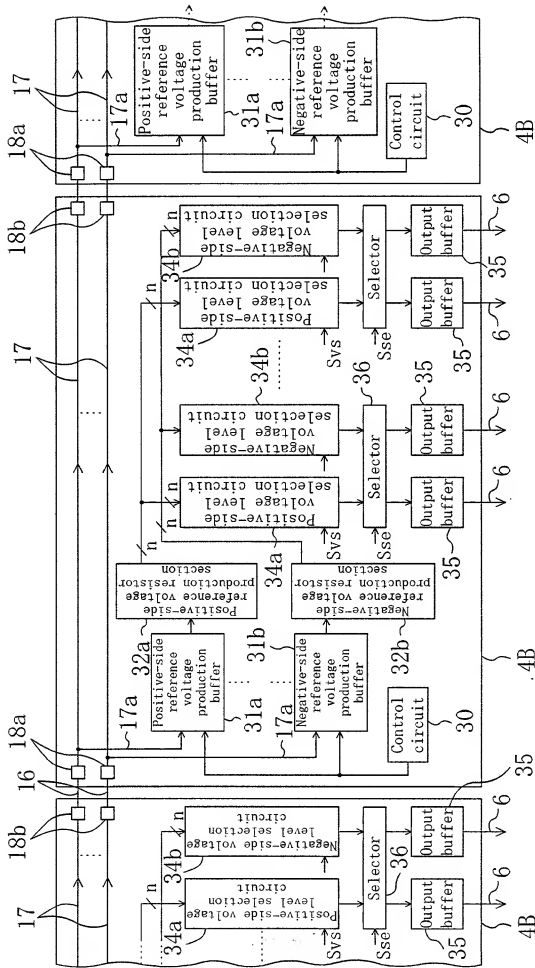 18b
17
16
18a
17
18b
18a
17
17a
17a
17a
17a
34a
34b
n
Positive-side voltage level selection circuit
Negative-side voltage level selection circuit
Svs
Sse
Selector
36
Output buffer
Output buffer
35
35
6
6
4B
Positive-side
reference
voltage
production
buffer
31a
Negative-side
reference
voltage
production
buffer
31b
Control
circuit
30
32a
Positive-side
reference voltage
production resistor
section
Negative-side
reference voltage
production resistor
section
32b
n
n
n
n
34a
Positive-side
voltage level
selection circuit
Negative-side
voltage level
selection circuit
34b
Svs
Sse
Selector
36
Output
buffer
Output
buffer
35
35
6
6
34a
Positive-side
voltage level
selection circuit
34b
Negative-side
voltage level
selection circuit
n
n
Svs
Sse
Selector
Output
buffer
Output
buffer
35
35
6
6
4B
Positive-side
reference
voltage
production
buffer
31a
Negative-side
reference
voltage
production
buffer
31b
Control
circuit
30
4B